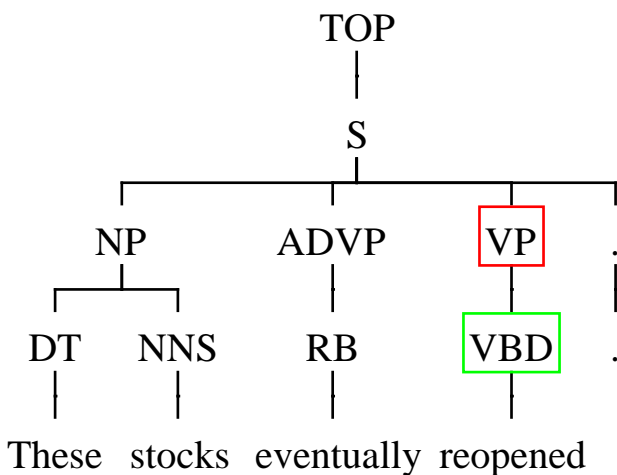 TOP
S
NP ADVP VP .
DT NNS RB VBD .
These stocks eventually reopened